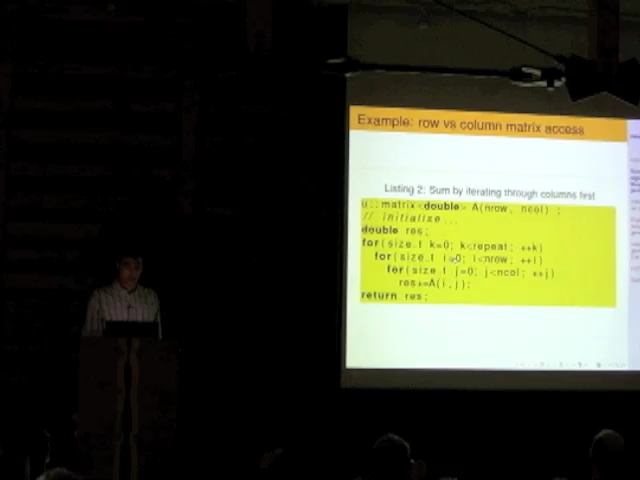 Example: row vs column matrix access
Listing 2: Sum by iterating through columns first
u::matrix<double> A(nrow, ncol) ;
// initialize ...
double res;
for(size_t k=0; k<repeat; ++k)
for(size_t i=0; i<nrow; ++i)
for(size_t j=0; j<ncol; ++j)
res+=A(i,j);
return res;